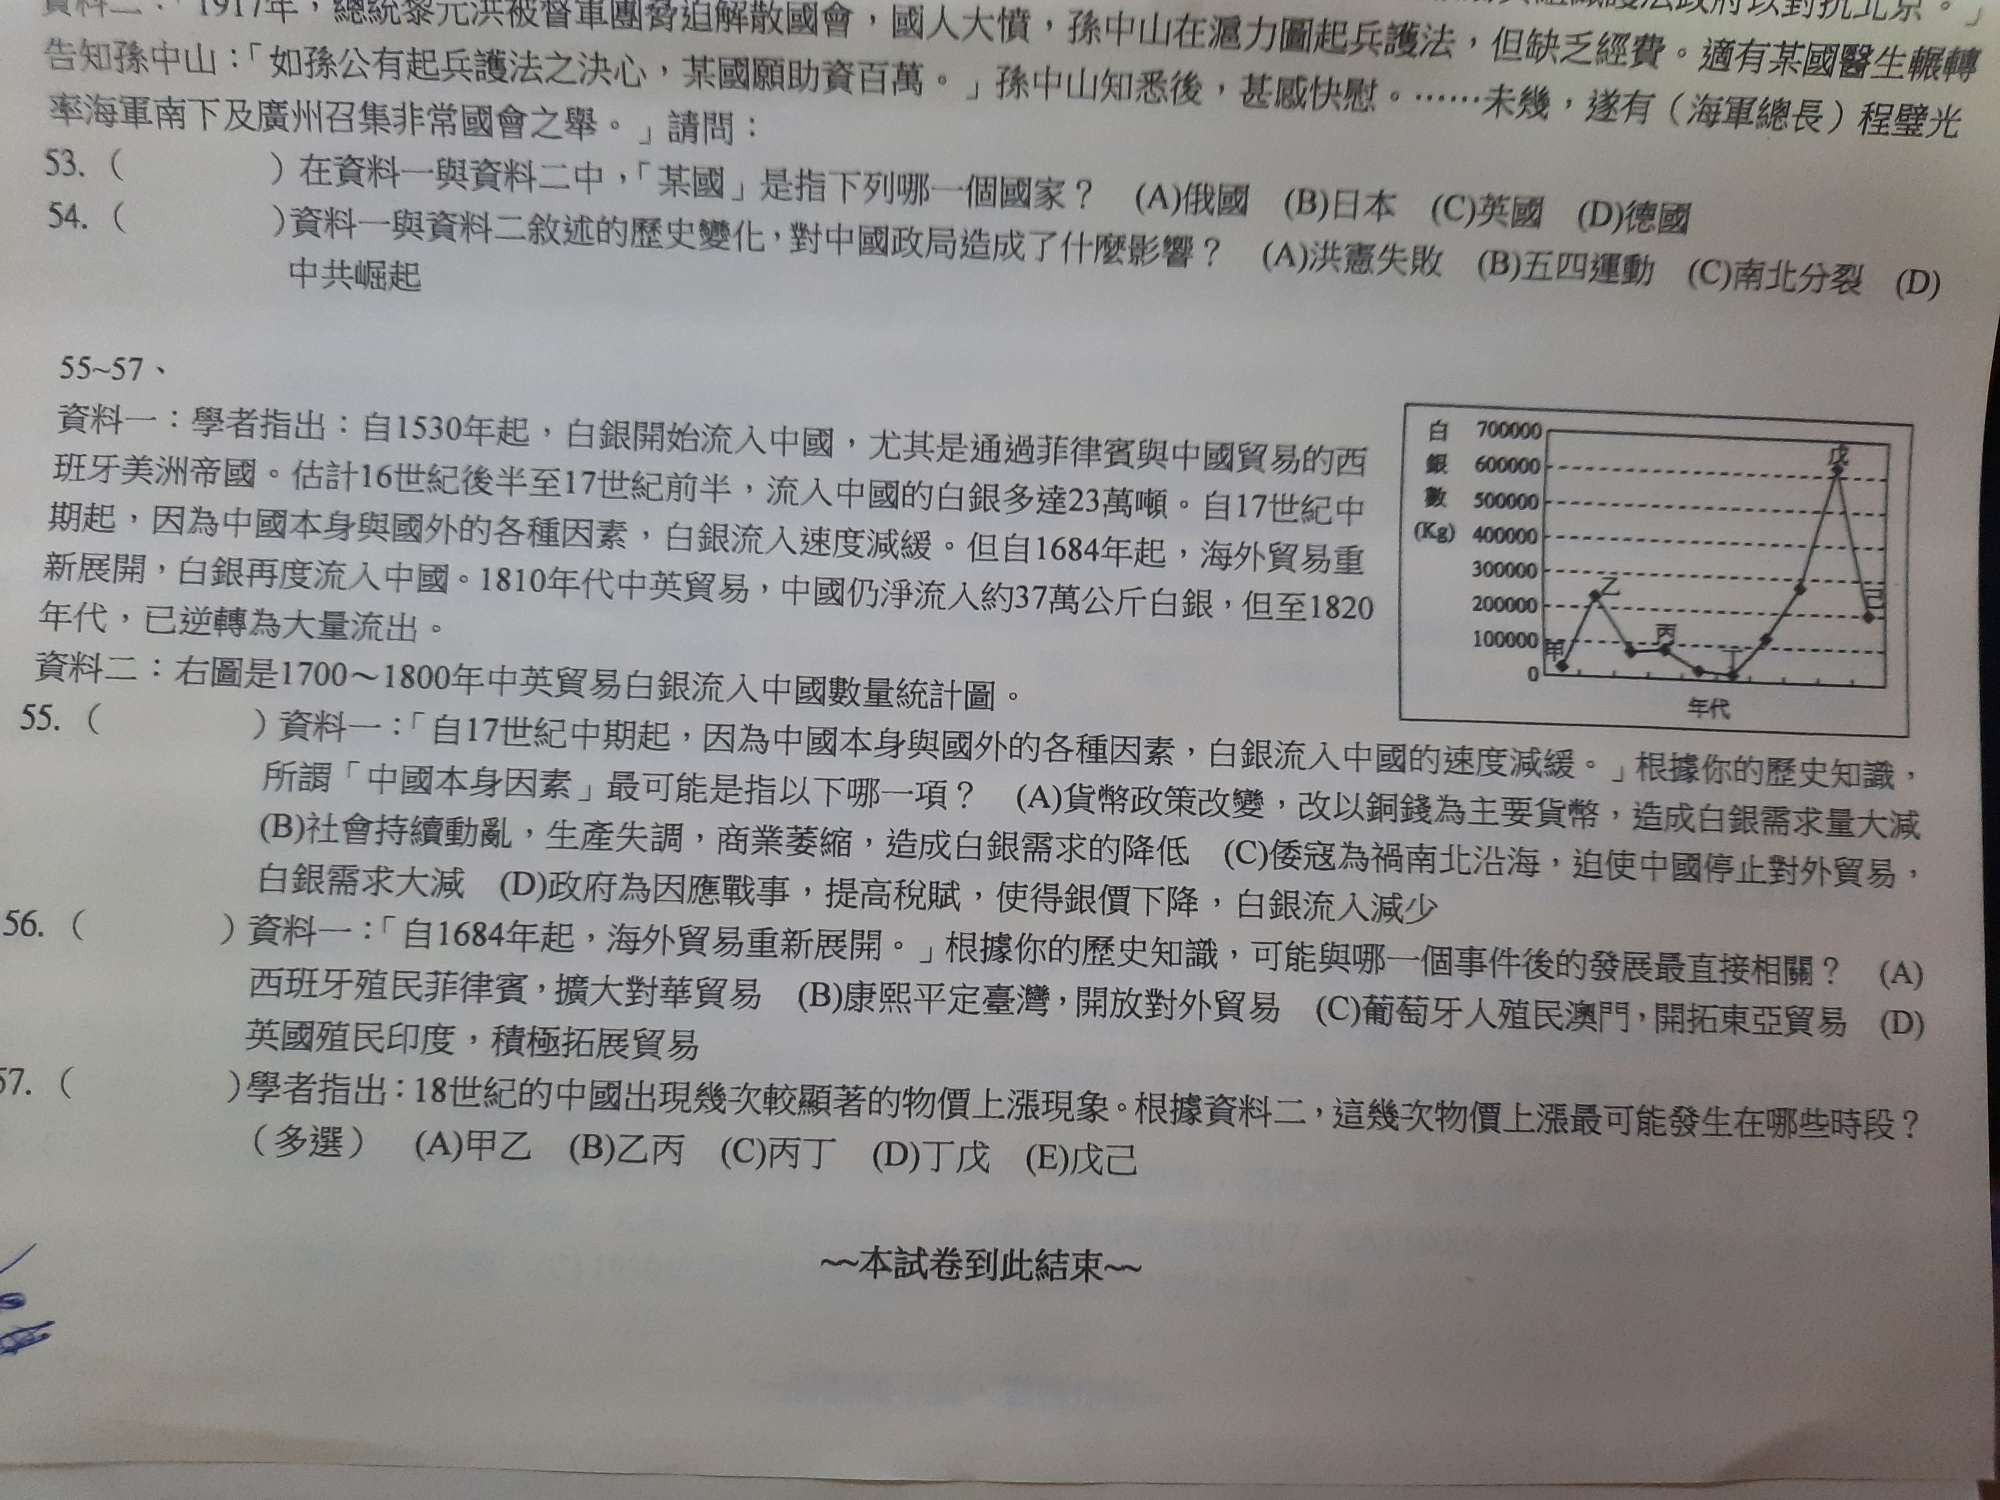 資料二：「1917年，總統黎元洪被督軍團脅迫解散國會，國人大憤，孫中山在滬力圖起兵護法，但缺乏經費。適有某國醫生輾轉
護法政府以對抗北京。」
告知孫中山：「如孫公有起兵護法之決心，某國願助資百萬。」孫中山知悉後，甚感快慰。……未幾，遂有（海軍總長）程璧光
率海軍南下及廣州召集非常國會之舉。」請問：
53. （　　）在資料一與資料二中，「某國」是指下列哪一個國家？ (A)俄國 (B)日本 (C)英國 (D)德國
54. （　　）資料一與資料二敘述的歷史變化，對中國政局造成了什麼影響？ (A)洪憲失敗 (B)五四運動 (C)南北分裂 (D)
中共崛起
55~57、
資料一：學者指出：自1530年起，白銀開始流入中國，尤其是通過菲律賓與中國貿易的西
班牙美洲帝國。估計16世紀後半至17世紀前半，流入中國的白銀多達23萬噸。自17世紀中
期起，因為中國本身與國外的各種因素，白銀流入速度減緩。但自1684年起，海外貿易重
新展開，白銀再度流入中國。1810年代中英貿易，中國仍淨流入約37萬公斤白銀，但至1820
年代，已逆轉為大量流出。
資料二：右圖是1700～1800年中英貿易白銀流入中國數量統計圖。
白銀數(Kg)
700000
600000
500000
400000
300000
200000
100000
0
甲
乙
丙
丁
戊
己
年代
55. （　　）資料一：「自17世紀中期起，因為中國本身與國外的各種因素，白銀流入中國的速度減緩。」根據你的歷史知識，
所謂「中國本身因素」最可能是指以下哪一項？ (A)貨幣政策改變，改以銅錢為主要貨幣，造成白銀需求量大減
(B)社會持續動亂，生產失調，商業萎縮，造成白銀需求的降低 (C)倭寇為禍南北沿海，迫使中國停止對外貿易，
白銀需求大減 (D)政府為因應戰事，提高稅賦，使得銀價下降，白銀流入減少
56. （　　）資料一：「自1684年起，海外貿易重新展開。」根據你的歷史知識，可能與哪一個事件後的發展最直接相關？ (A)
西班牙殖民菲律賓，擴大對華貿易 (B)康熙平定臺灣，開放對外貿易 (C)葡萄牙人殖民澳門，開拓東亞貿易 (D)
英國殖民印度，積極拓展貿易
57. （　　）學者指出：18世紀的中國出現幾次較顯著的物價上漲現象。根據資料二，這幾次物價上漲最可能發生在哪些時段？
（多選） (A)甲乙 (B)乙丙 (C)丙丁 (D)丁戊 (E)戊己
~~本試卷到此結束~~